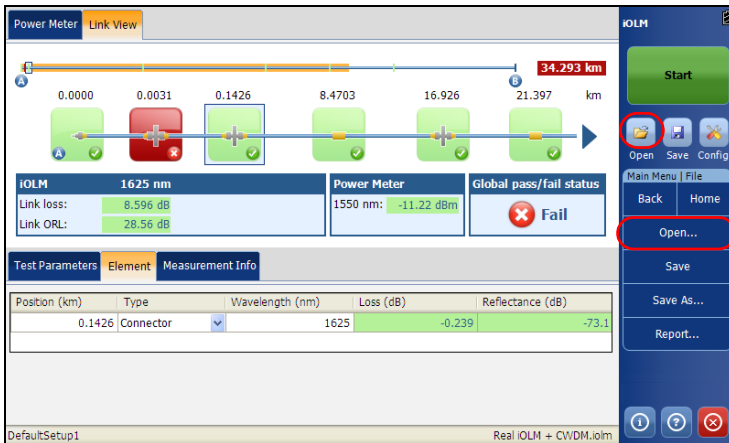 Power Meter Link View
34.293 km
A B
0.0000 0.0031 0.1426 8.4703 16.926 21.397 km
A
iOLM 1625 nm
Link loss: 8.596 dB
Link ORL: 28.56 dB
Power Meter
1550 nm: -11.22 dBm
Global pass/fail status
Fail
Test Parameters Element Measurement Info
Position (km) Type Wavelength (nm) Loss (dB) Reflectance (dB)
0.1426 Connector 1625 -0.239 -73.1
DefaultSetup1 Real iOLM + CWDM.iolm
iOLM
Start
Open Save Config
Main Menu | File
Back Home
Open...
Save
Save As...
Report...